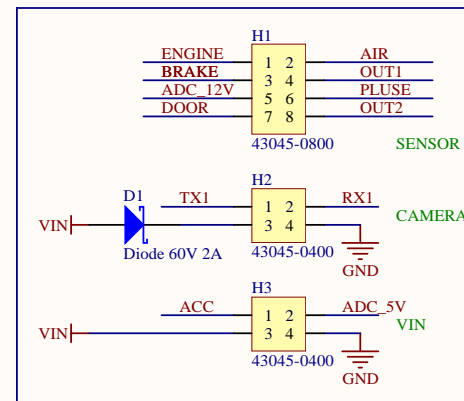 H1
ENGINE 1 2 AIR
BRAKE 3 4 OUT1
ADC_12V 5 6 PLUSE
DOOR 7 8 OUT2
43045-0800 SENSOR
H2
D1 TX1 1 2 RX1
CAMERA
VIN 3 4
Diode 60V 2A 43045-0400
GND
H3
ACC 1 2 ADC_5V
VIN
VIN 3 4
43045-0400
GND